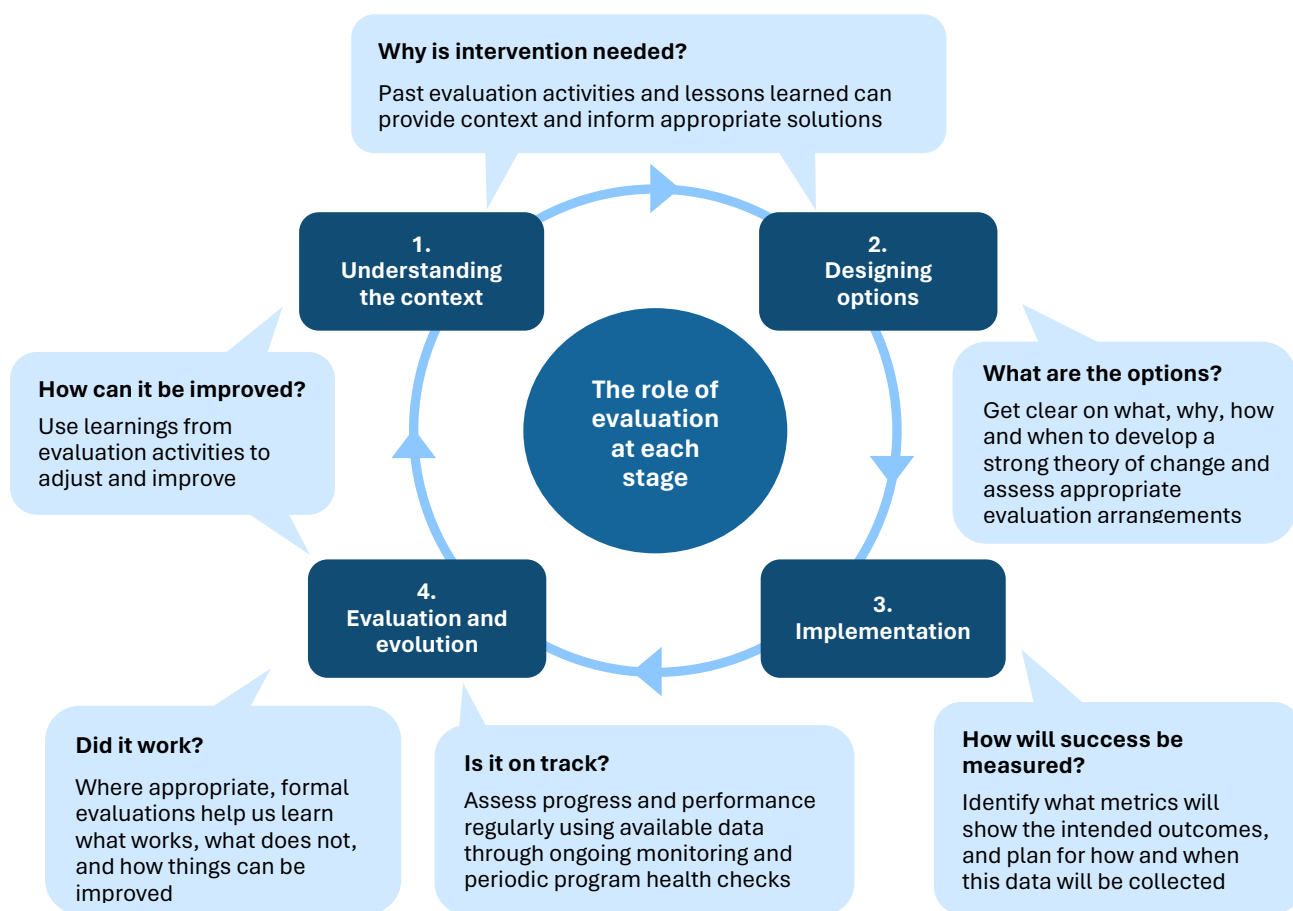 Why is intervention needed?
Past evaluation activities and lessons learned can
provide context and inform appropriate solutions
1.
Understanding
the context
2.
Designing
options
The role of
evaluation
at each
stage
What are the options?
Get clear on what, why, how
and when to develop a
strong theory of change and
assess appropriate
evaluation arrangements
How can it be improved?
Use learnings from
evaluation activities to
adjust and improve
4.
Evaluation and
evolution
3.
Implementation
Did it work?
Where appropriate, formal
evaluations help us learn
what works, what does not,
and how things can be
improved
Is it on track?
Assess progress and performance
regularly using available data
through ongoing monitoring and
periodic program health checks
How will success be
measured?
Identify what metrics will
show the intended outcomes,
and plan for how and when
this data will be collected